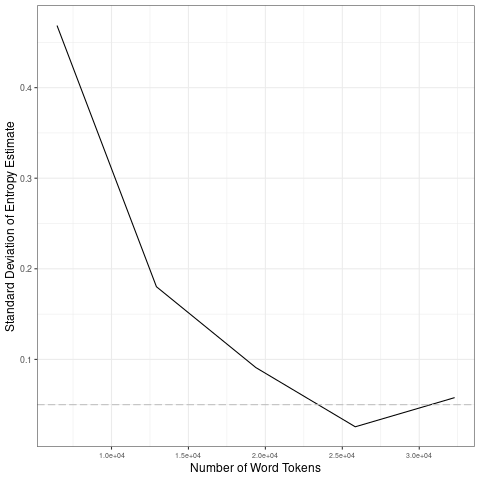 Standard Deviation of Entropy Estimate
0.4
0.3
0.2
0.1
1.0e+04 1.5e+04 2.0e+04 2.5e+04 3.0e+04
Number of Word Tokens